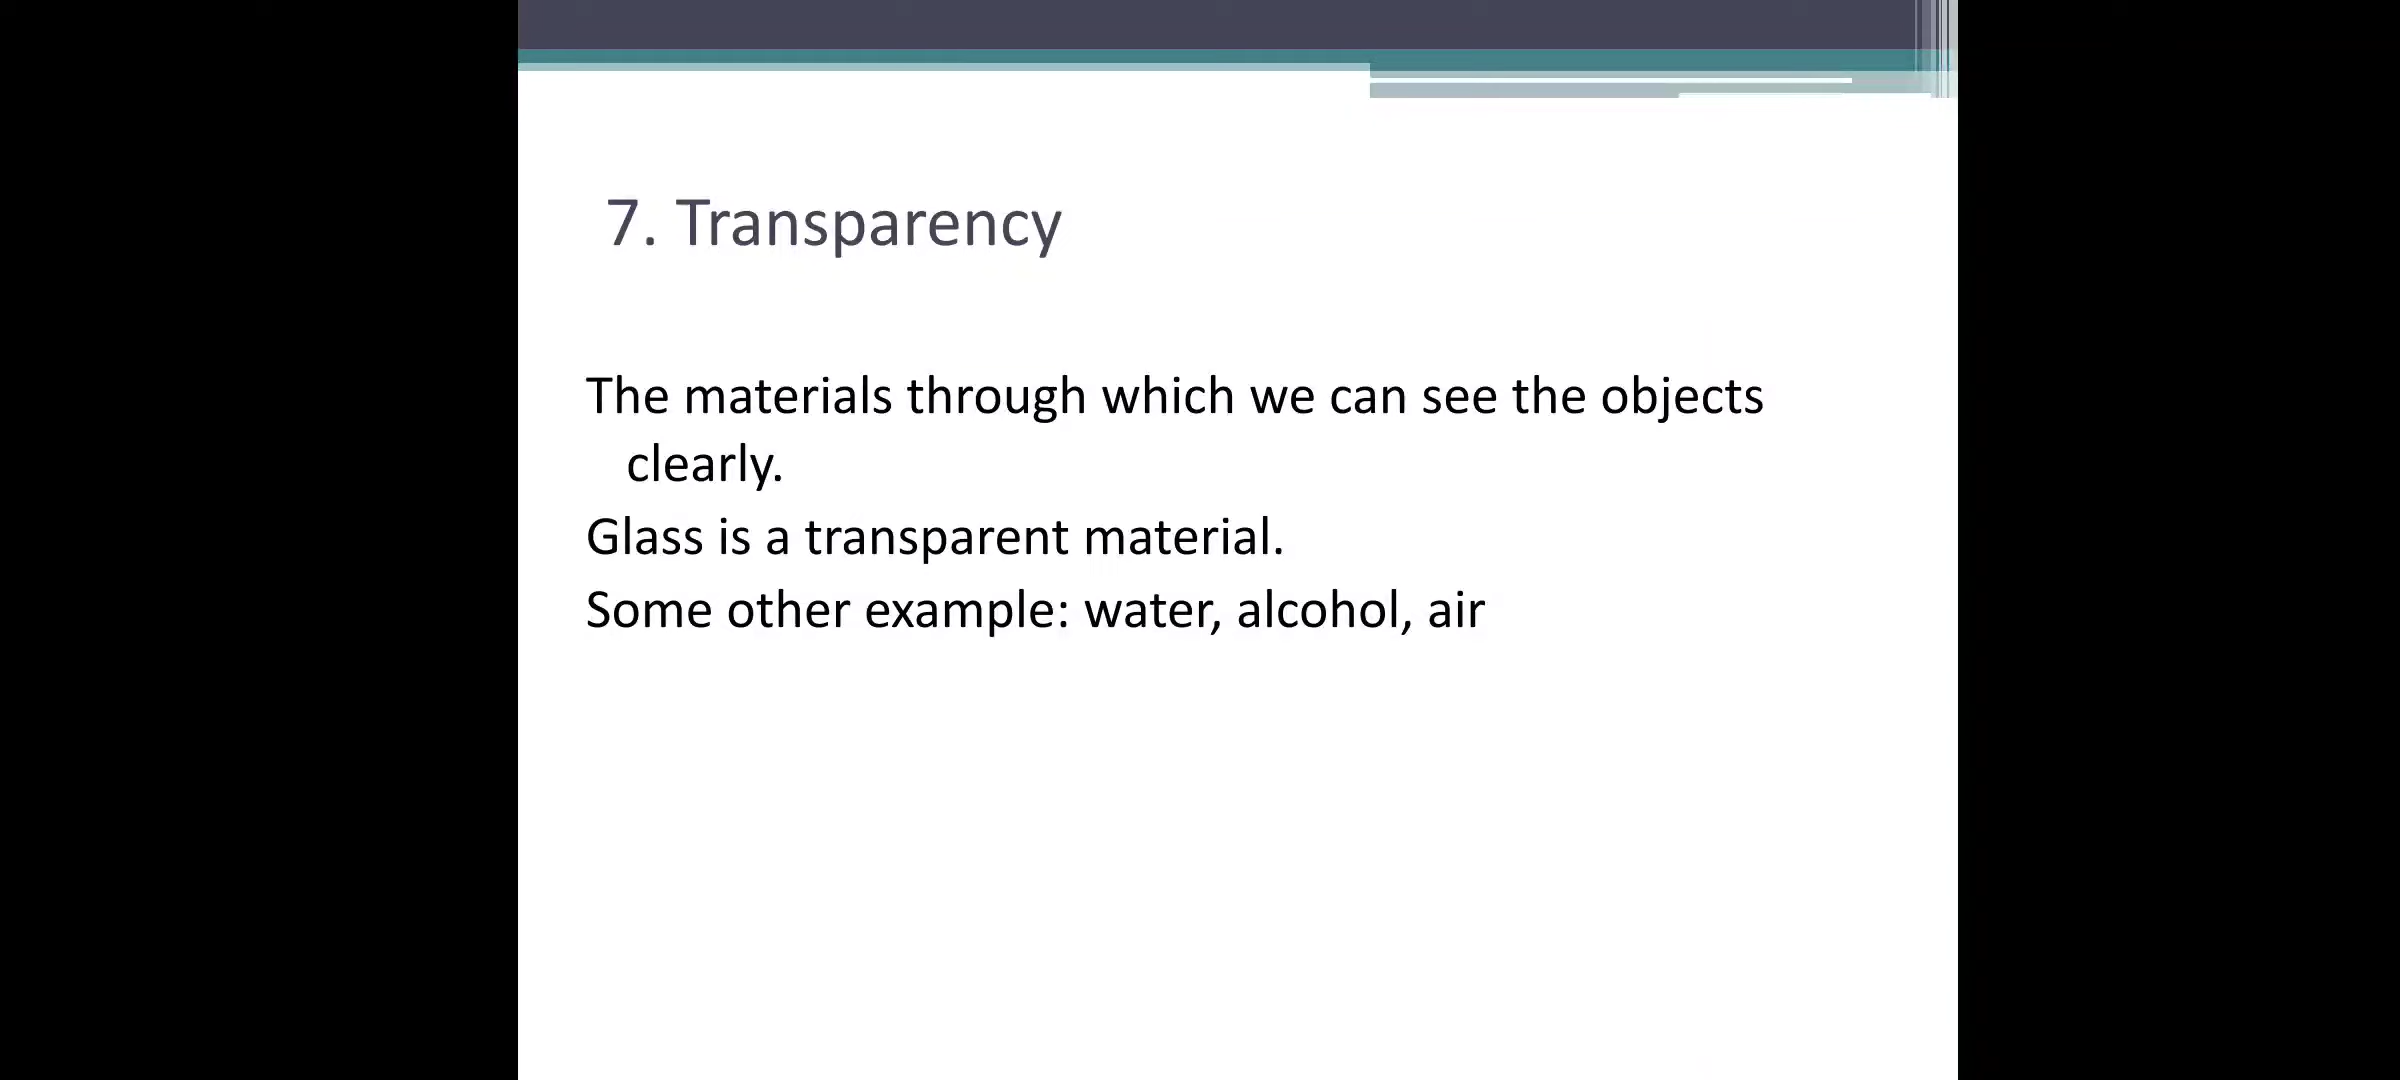 7. Transparency
The materials through which we can see the objects
clearly.
Glass is a transparent material.
Some other example: water, alcohol, air